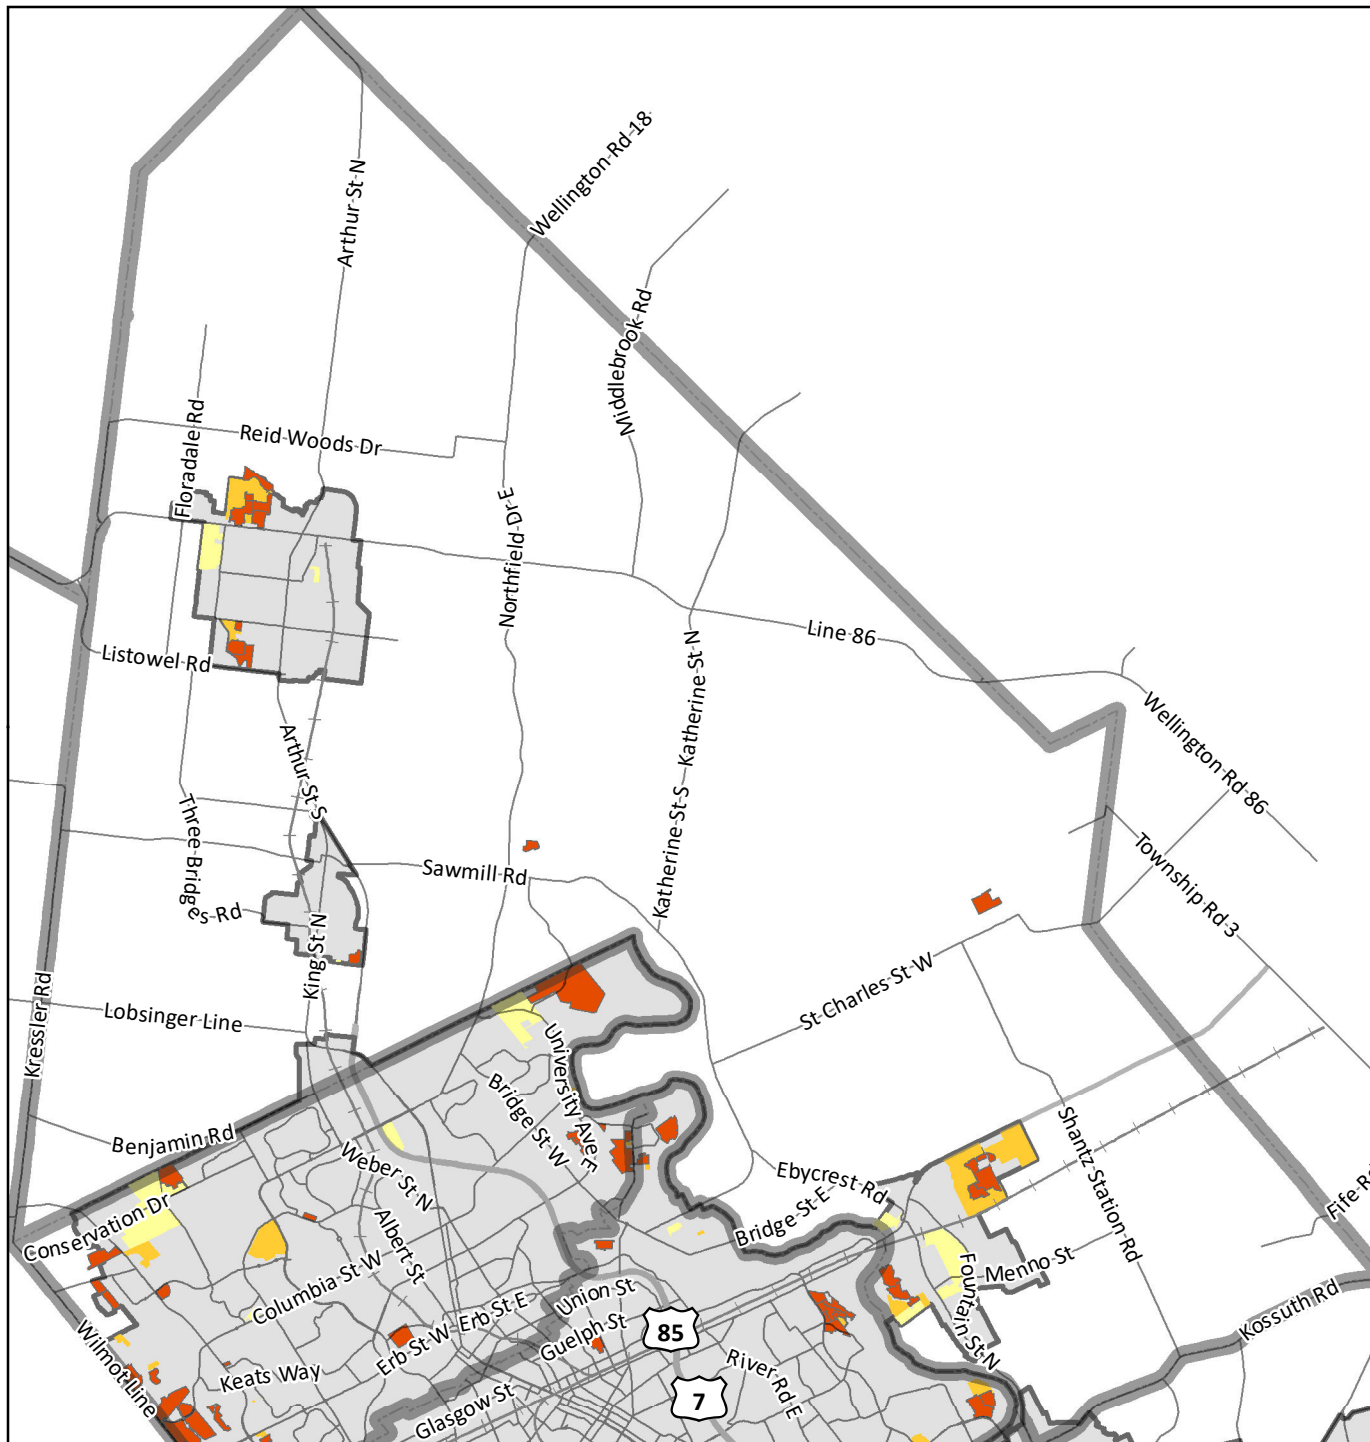 Wellington Rd 18
Arthur St N
Middlebrook Rd
Floradale Rd
Reid Woods Dr
Northfield Dr E
Line 86
Katherine St N
Listowel Rd
Wellington Rd 86
Arthur St S
Katherine St S
Three Bridges Rd
Sawmill Rd
Township Rd 3
King St N
St Charles St W
Kressler Rd
Lobsinger Line
University Ave E
Bridge St W
Shantz Station Rd
Benjamin Rd
Weber St N
Ebycrest Rd
Bridge St E
Fife Rd
Conservation Dr
Albert St
Columbia St W
Fountain St N
Menno St
Union St
Erb St E
Kossuth Rd
85
Guelph St
Wilmot Line
Erb St W
Keats Way
River Rd E
7
Glasgow St